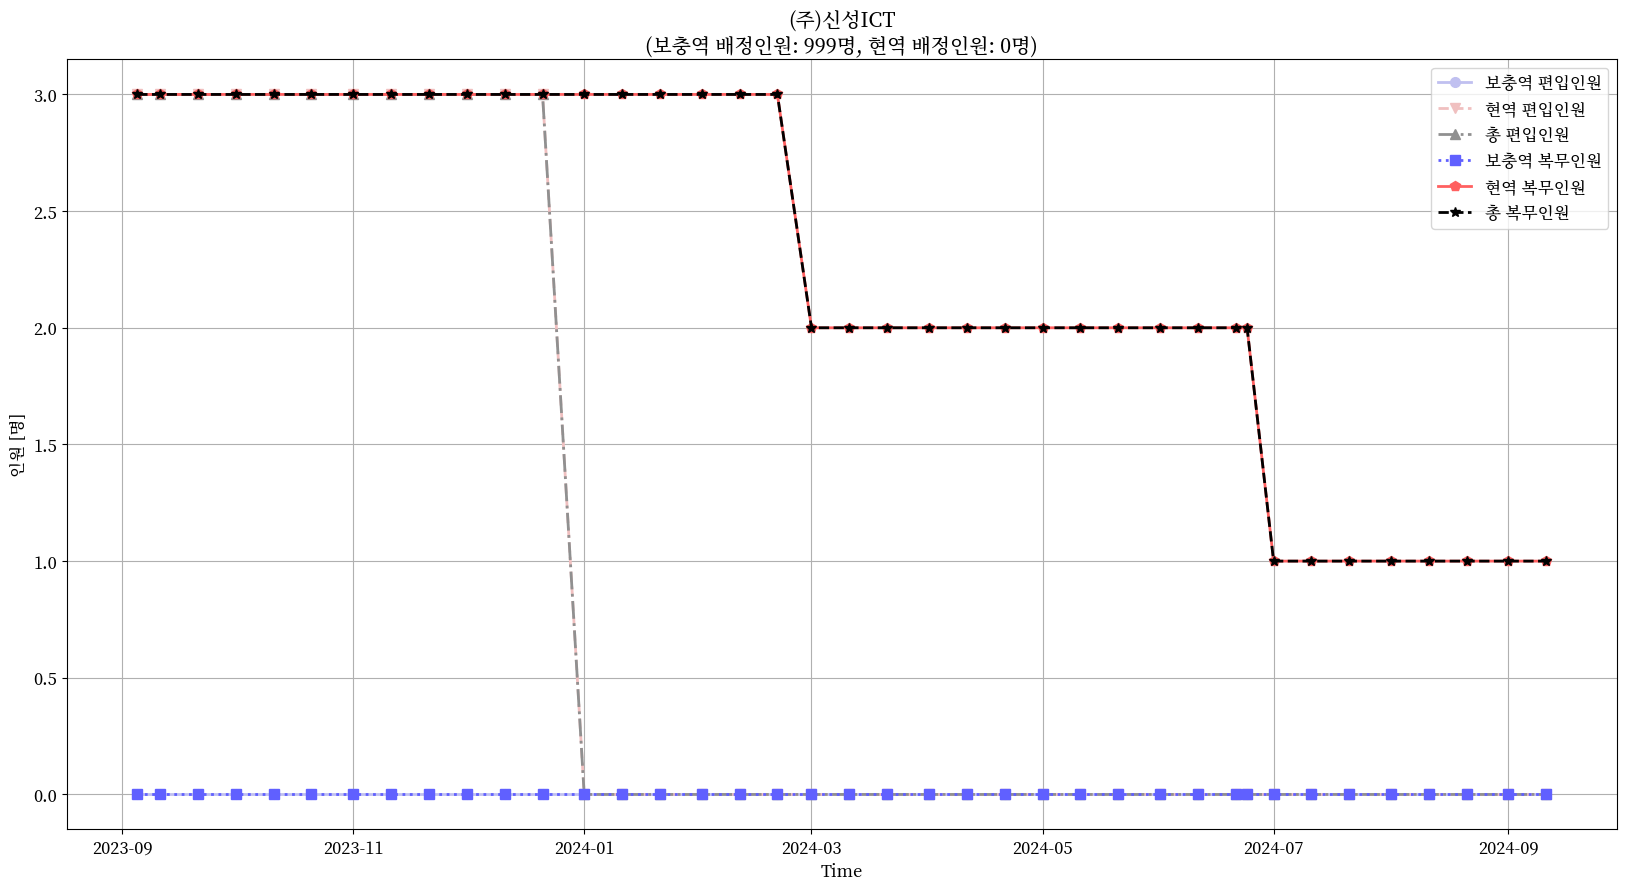 (주)신성ICT
(보충역 배정인원: 999명, 현역 배정인원: 0명)
보충역 편입인원
현역 편입인원
총 편입인원
보충역 복무인원
현역 복무인원
총 복무인원
인원 [명]
3.0
2.5
2.0
1.5
1.0
0.5
0.0
2023-09 2023-11 2024-01 2024-03 2024-05 2024-07 2024-09
Time